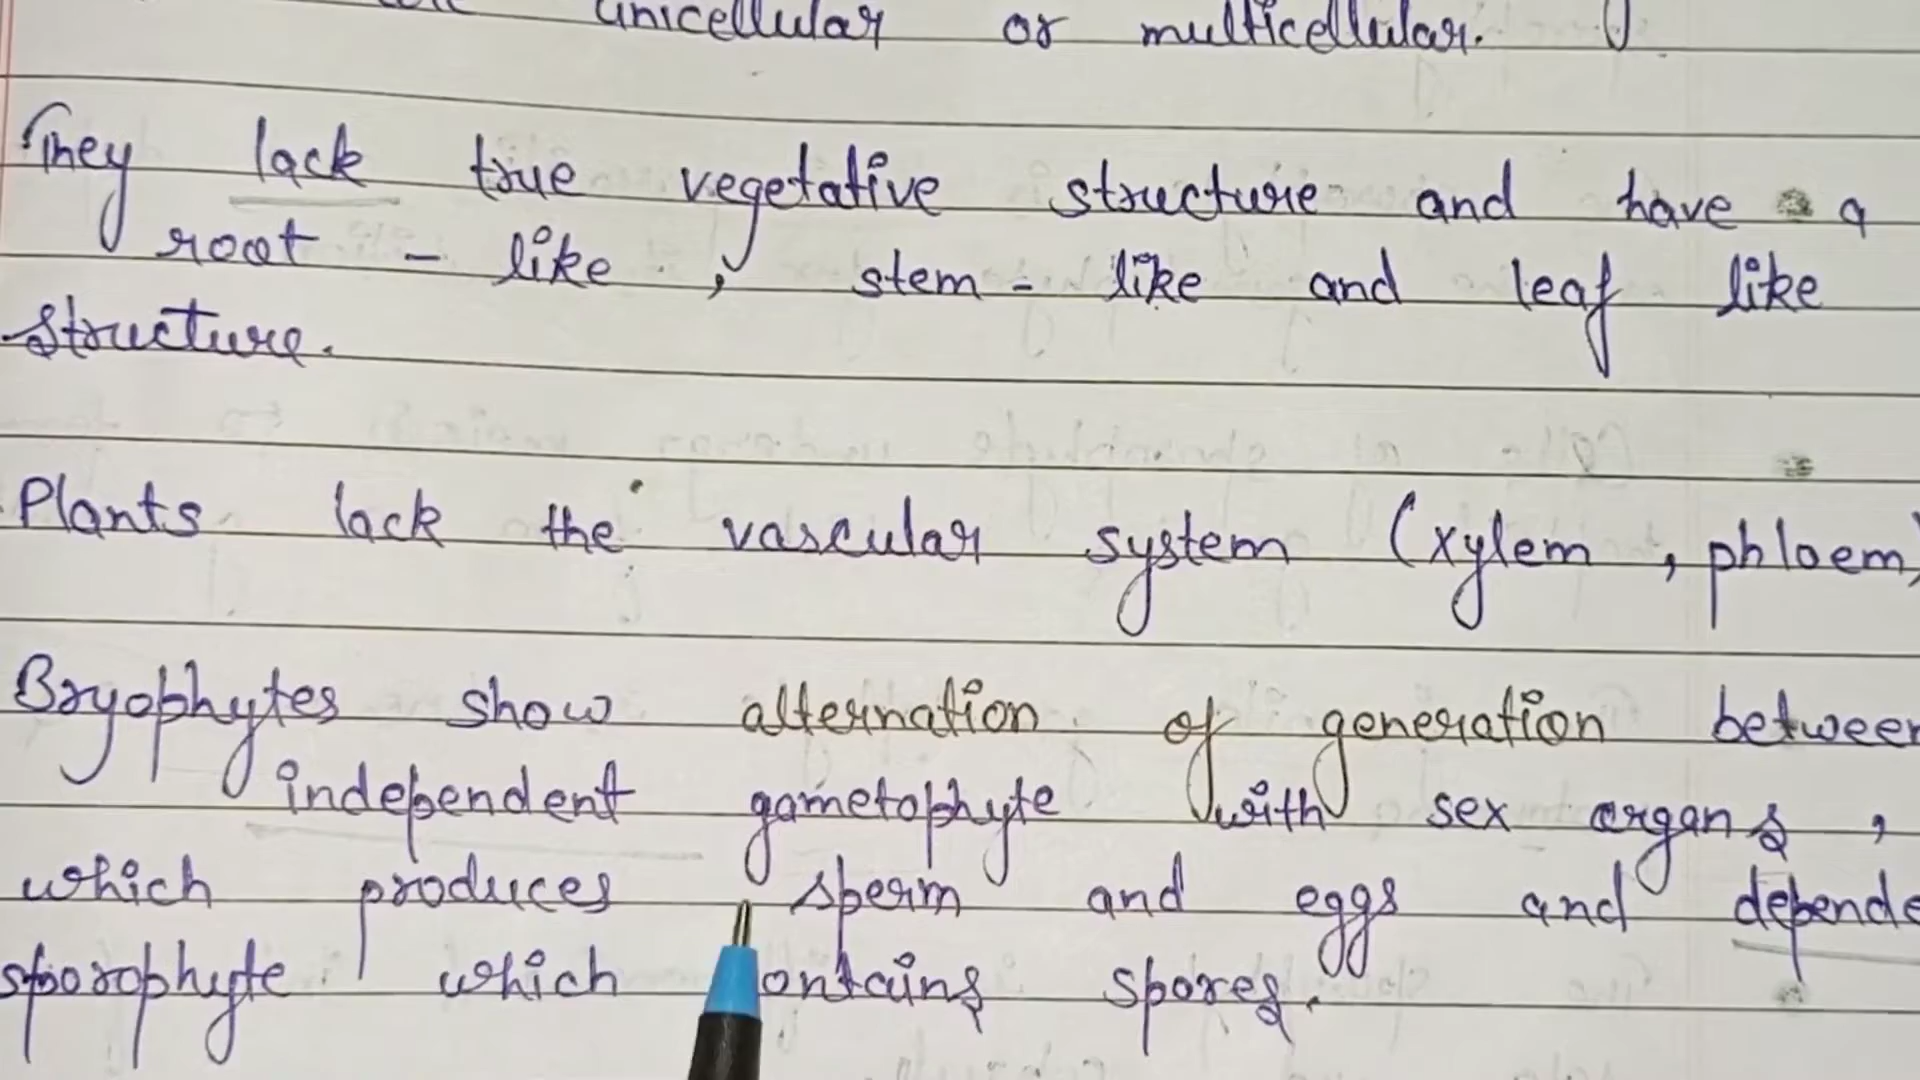 unicellular or multicellular.
They lack true vegetative structure and have a
root - like , stem - like and leaf like
structure.
Plants lack the vascular system (xylem , phloem)
Bryophytes show alternation of generation between
independent gametophyte with sex organs ,
which produces sperm and eggs and depende
sporophyte which contains spores.